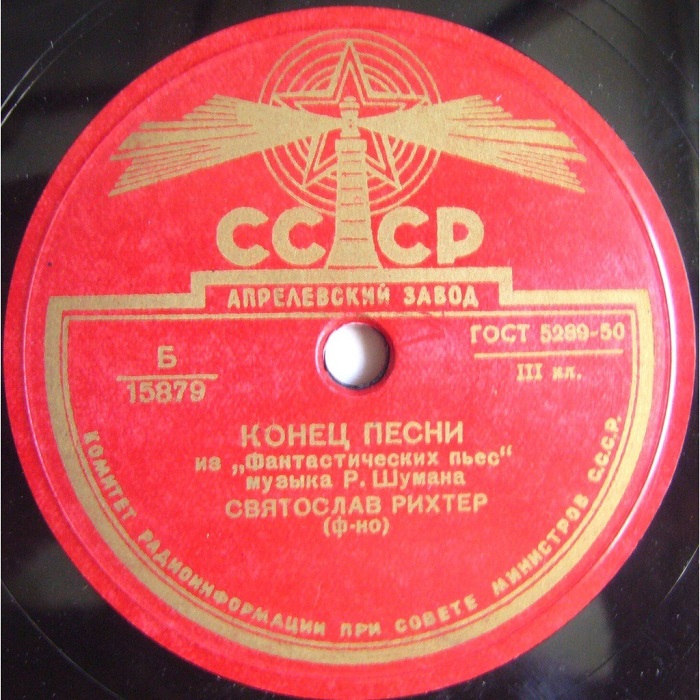 СССР
АПРЕЛЕВСКИЙ ЗАВОД
Б
15879
ГОСТ 5289-50
III кл.
КОНЕЦ ПЕСНИ
из „Фантастических пьес“
музыка Р. Шумана
СВЯТОСЛАВ РИХТЕР
(ф-но)
КОМИТЕТ РАДИОИНФОРМАЦИИ ПРИ СОВЕТЕ МИНИСТРОВ С.С.С.Р.